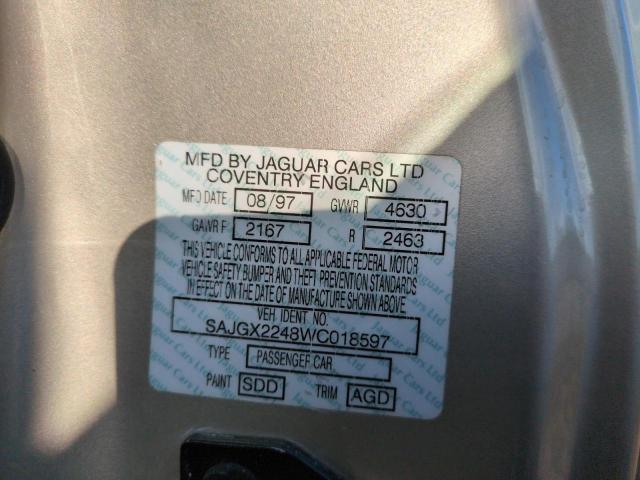 MFD BY JAGUAR CARS LTD
COVENTRY ENGLAND
MFD DATE 08/97 GVWR 4630
GAWR F 2167 R 2463
THIS VEHICLE CONFORMS TO ALL APPLICABLE FEDERAL MOTOR
VEHICLE SAFETY BUMPER AND THEFT PREVENTION STANDARDS
IN EFFECT ON THE DATE OF MANUFACTURE SHOWN ABOVE
VEH IDENT NO.
SAJGX2248WC018597
TYPE PASSENGER CAR
PAINT SDD TRIM AGD